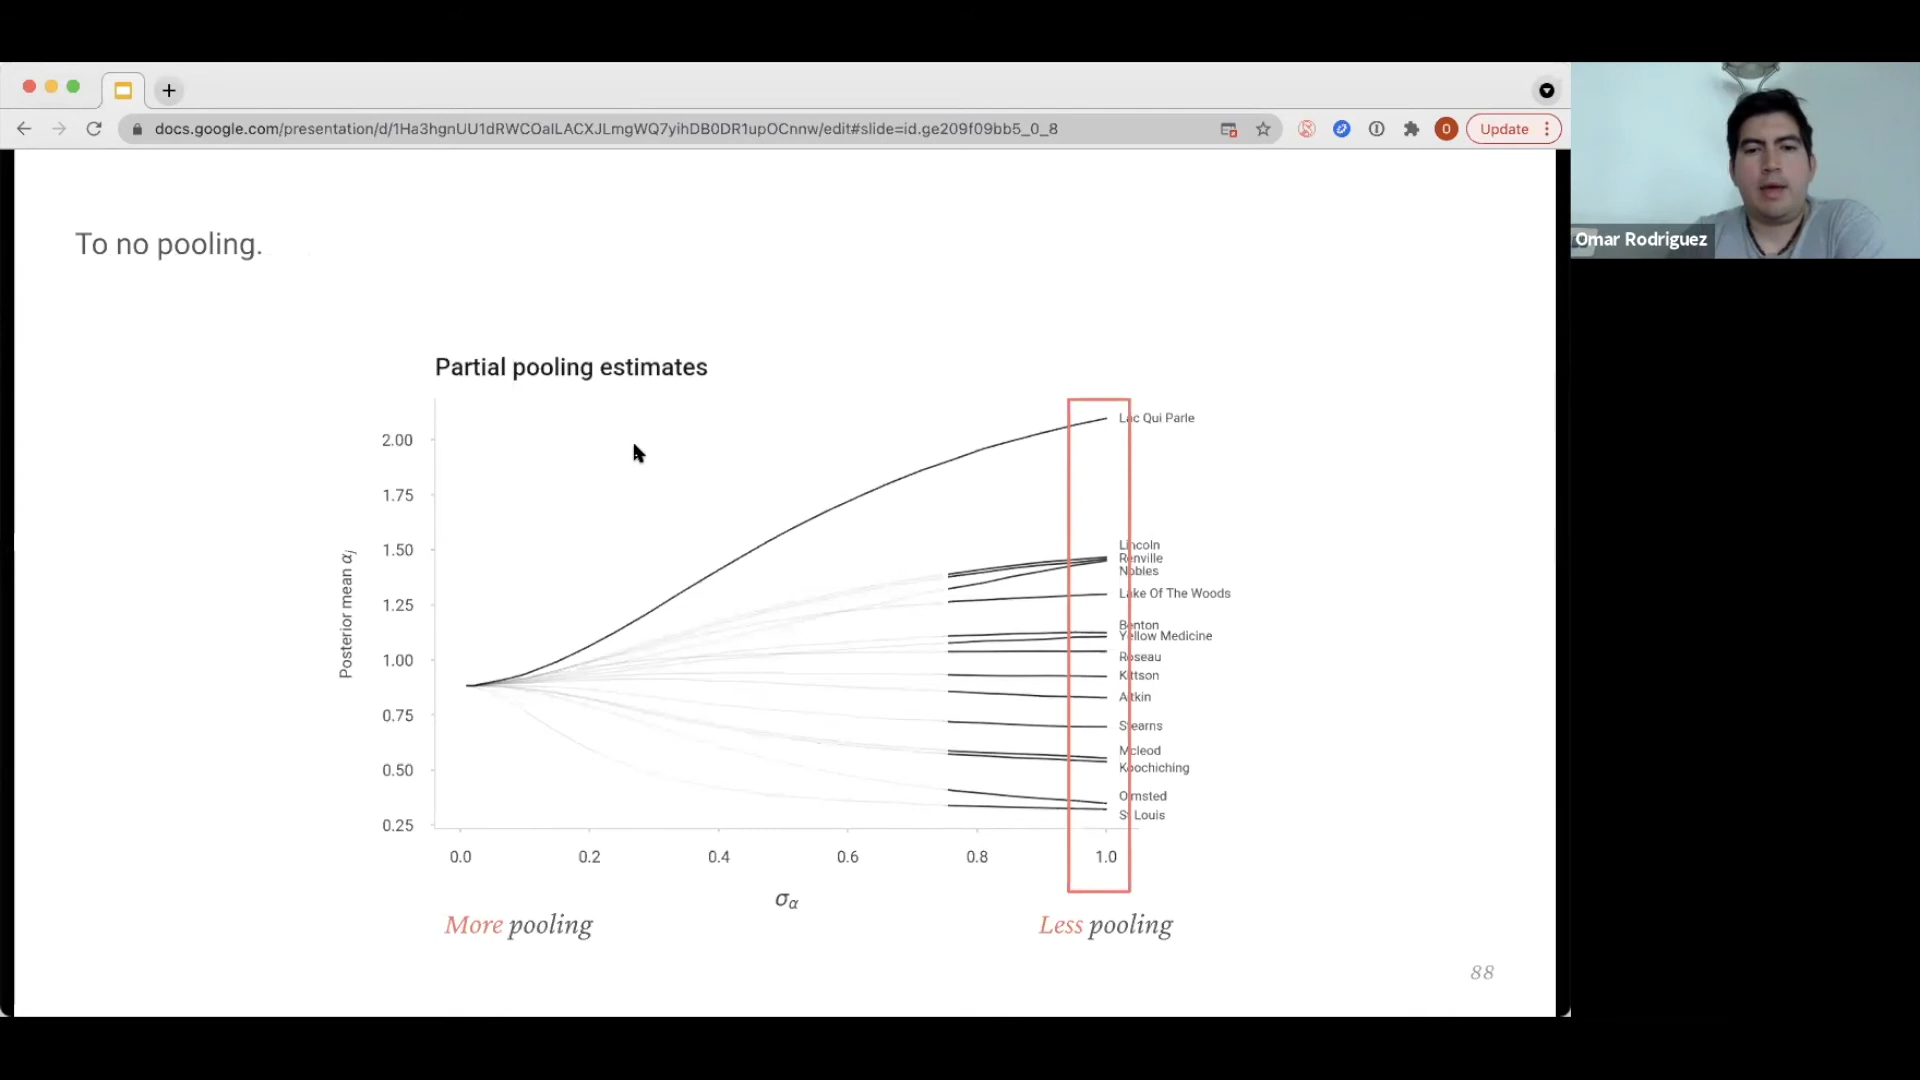 docs.google.com/presentation/d/1Ha3hgnUU1dRWCOalLACXJLmgWQ7yihDB0DR1upOCnnw/edit#slide=id.ge209f09bb5_0_8
O
Update
Omar Rodriguez
To no pooling.
Partial pooling estimates
Posterior mean αj
2.00
1.75
1.50
1.25
1.00
0.75
0.50
0.25
Lac Qui Parle
Lincoln
Renville
Nobles
Lake Of The Woods
Benton
Yellow Medicine
Roseau
Kittson
Aitkin
Stearns
Mcleod
Koochiching
Olmsted
St Louis
0.0 0.2 0.4 0.6 0.8 1.0
σα
More pooling
Less pooling
88